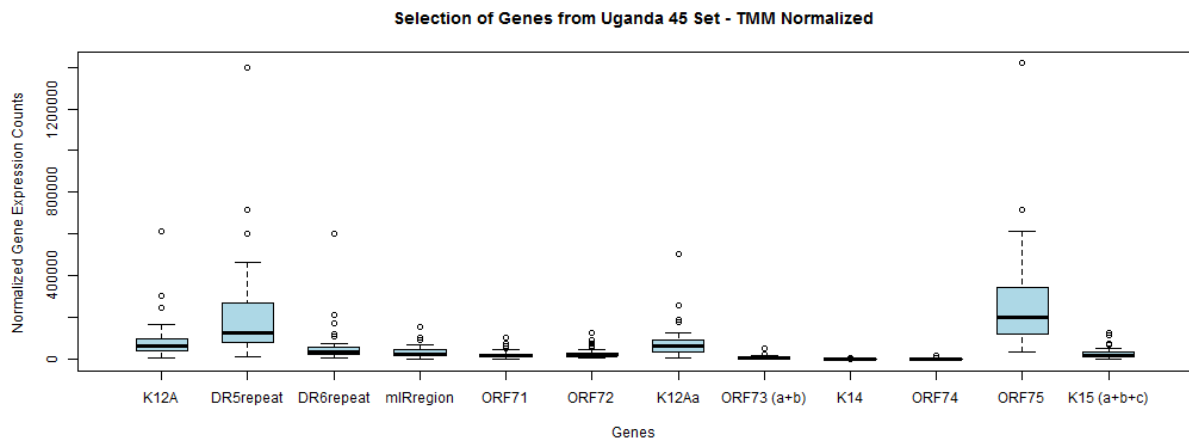 Selection of Genes from Uganda 45 Set - TMM Normalized
Normalized Gene Expression Counts
1200000
800000
400000
0
K12A DR5repeat DR6repeat mIRregion ORF71 ORF72 K12Aa ORF73 (a+b) K14 ORF74 ORF75 K15 (a+b+c)
Genes